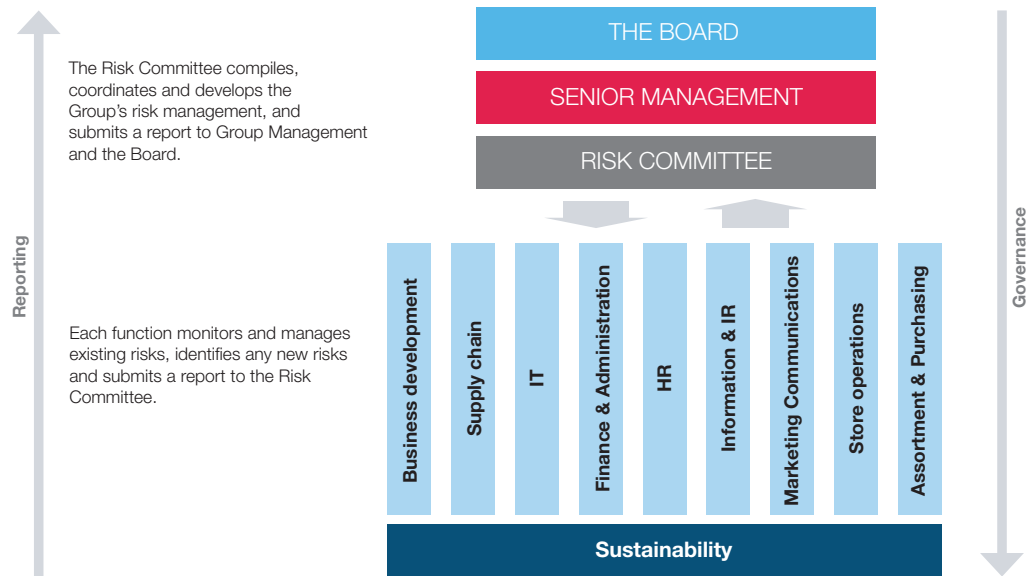 THE BOARD
The Risk Committee compiles,
coordinates and develops the
Group's risk management, and
submits a report to Group Management
and the Board.
SENIOR MANAGEMENT
RISK COMMITTEE
Reporting
Governance
Each function monitors and manages
existing risks, identifies any new risks
and submits a report to the Risk
Committee.
Business development
Supply chain
IT
Finance & Administration
HR
Information & IR
Marketing Communications
Store operations
Assortment & Purchasing
Sustainability